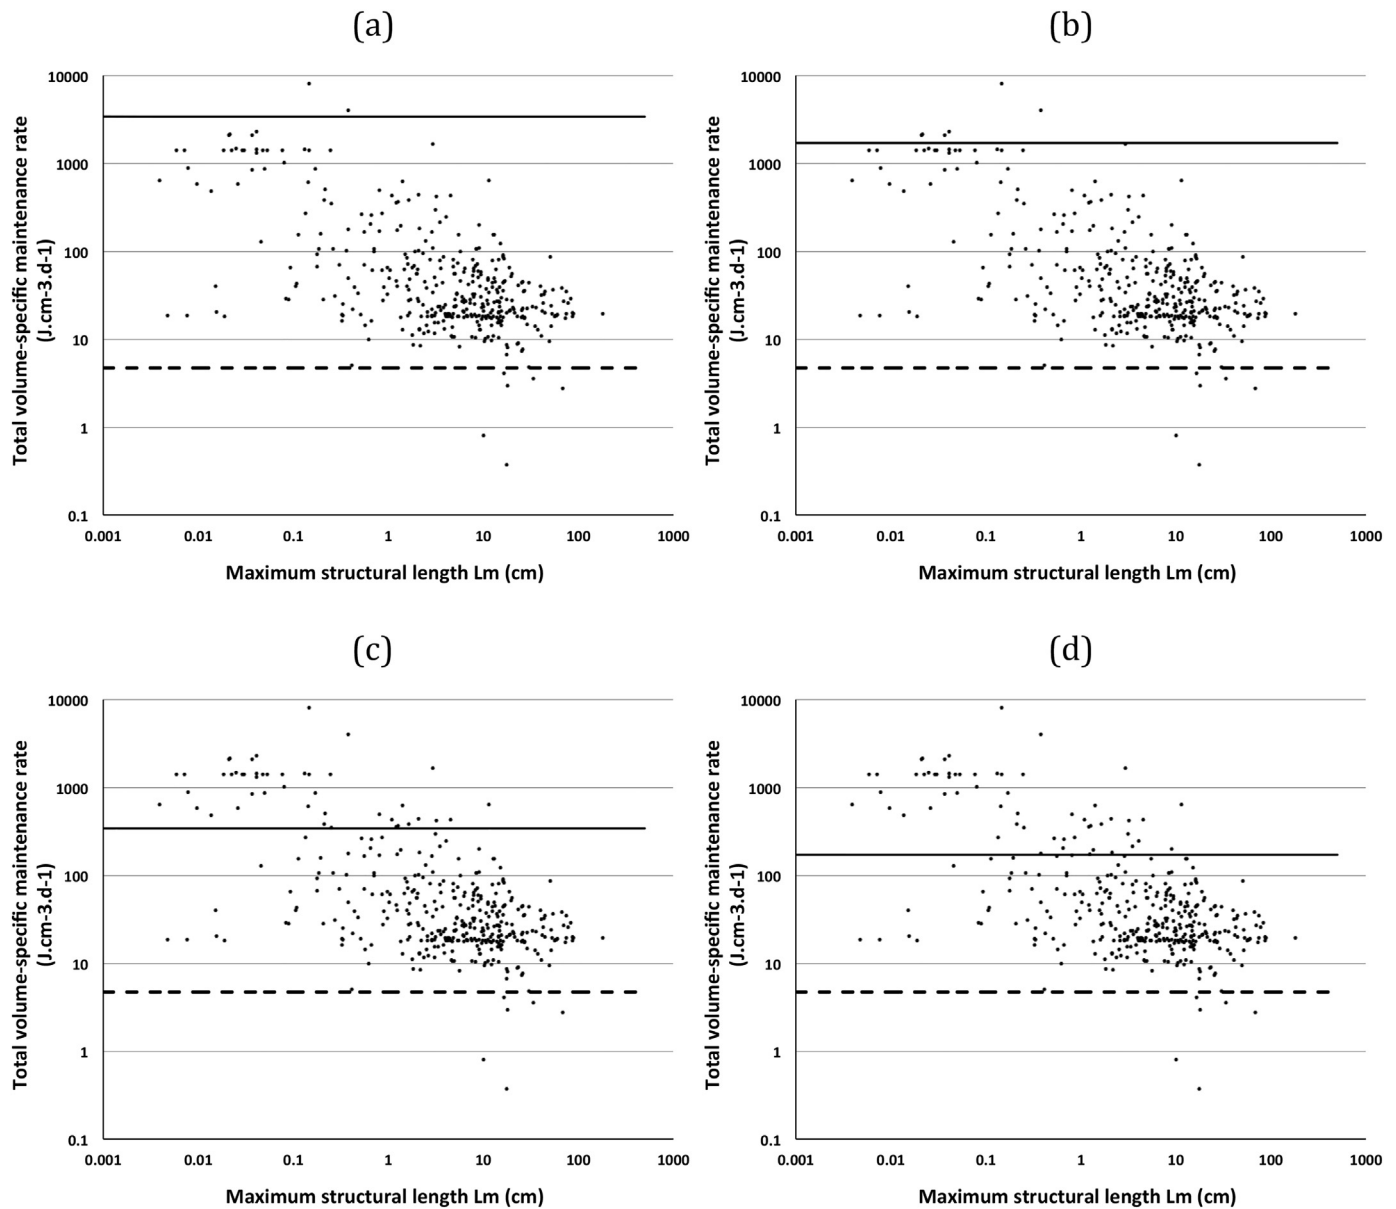 (a)
Total volume-specific maintenance rate
(J.cm-3.d-1)
10000
1000
100
10
1
0.1
0.001 0.01 0.1 1 10 100 1000
Maximum structural length Lm (cm)
(b)
Total volume-specific maintenance rate
(J.cm-3.d-1)
10000
1000
100
10
1
0.1
0.001 0.01 0.1 1 10 100 1000
Maximum structural length Lm (cm)
(c)
Total volume-specific maintenance rate
(J.cm-3.d-1)
10000
1000
100
10
1
0.1
0.001 0.01 0.1 1 10 100 1000
Maximum structural length Lm (cm)
(d)
Total volume-specific maintenance rate
(J.cm-3.d-1)
10000
1000
100
10
1
0.1
0.001 0.01 0.1 1 10 100 1000
Maximum structural length Lm (cm)